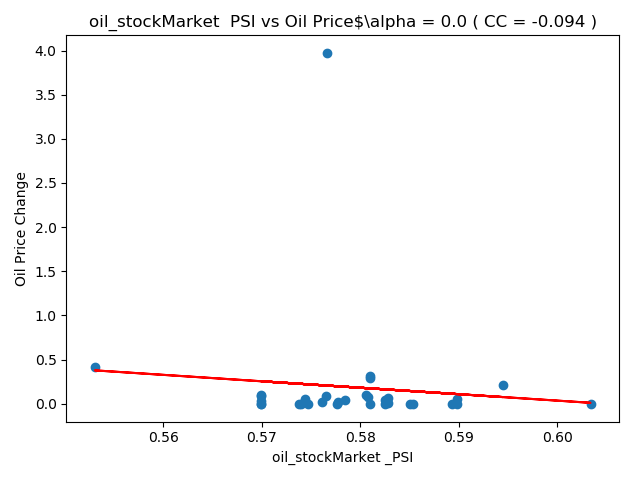 oil_stockMarket  PSI vs Oil Price$\alpha = 0.0 ( CC = -0.094 )
4.0
3.5
3.0
2.5
2.0
1.5
1.0
0.5
0.0
Oil Price Change
0.56 0.57 0.58 0.59 0.60
oil_stockMarket _PSI